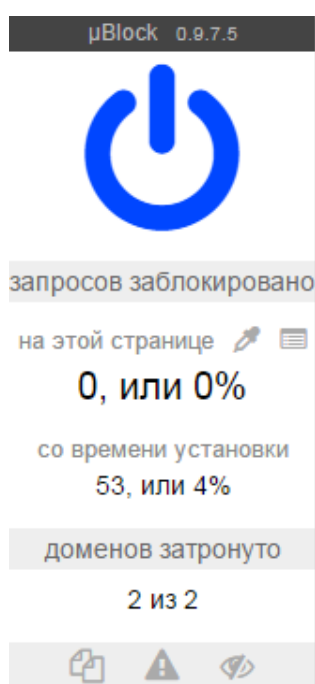 µBlock 0.9.7.5
запросов заблокировано
на этой странице
0, или 0%
со времени установки
53, или 4%
доменов затронуто
2 из 2